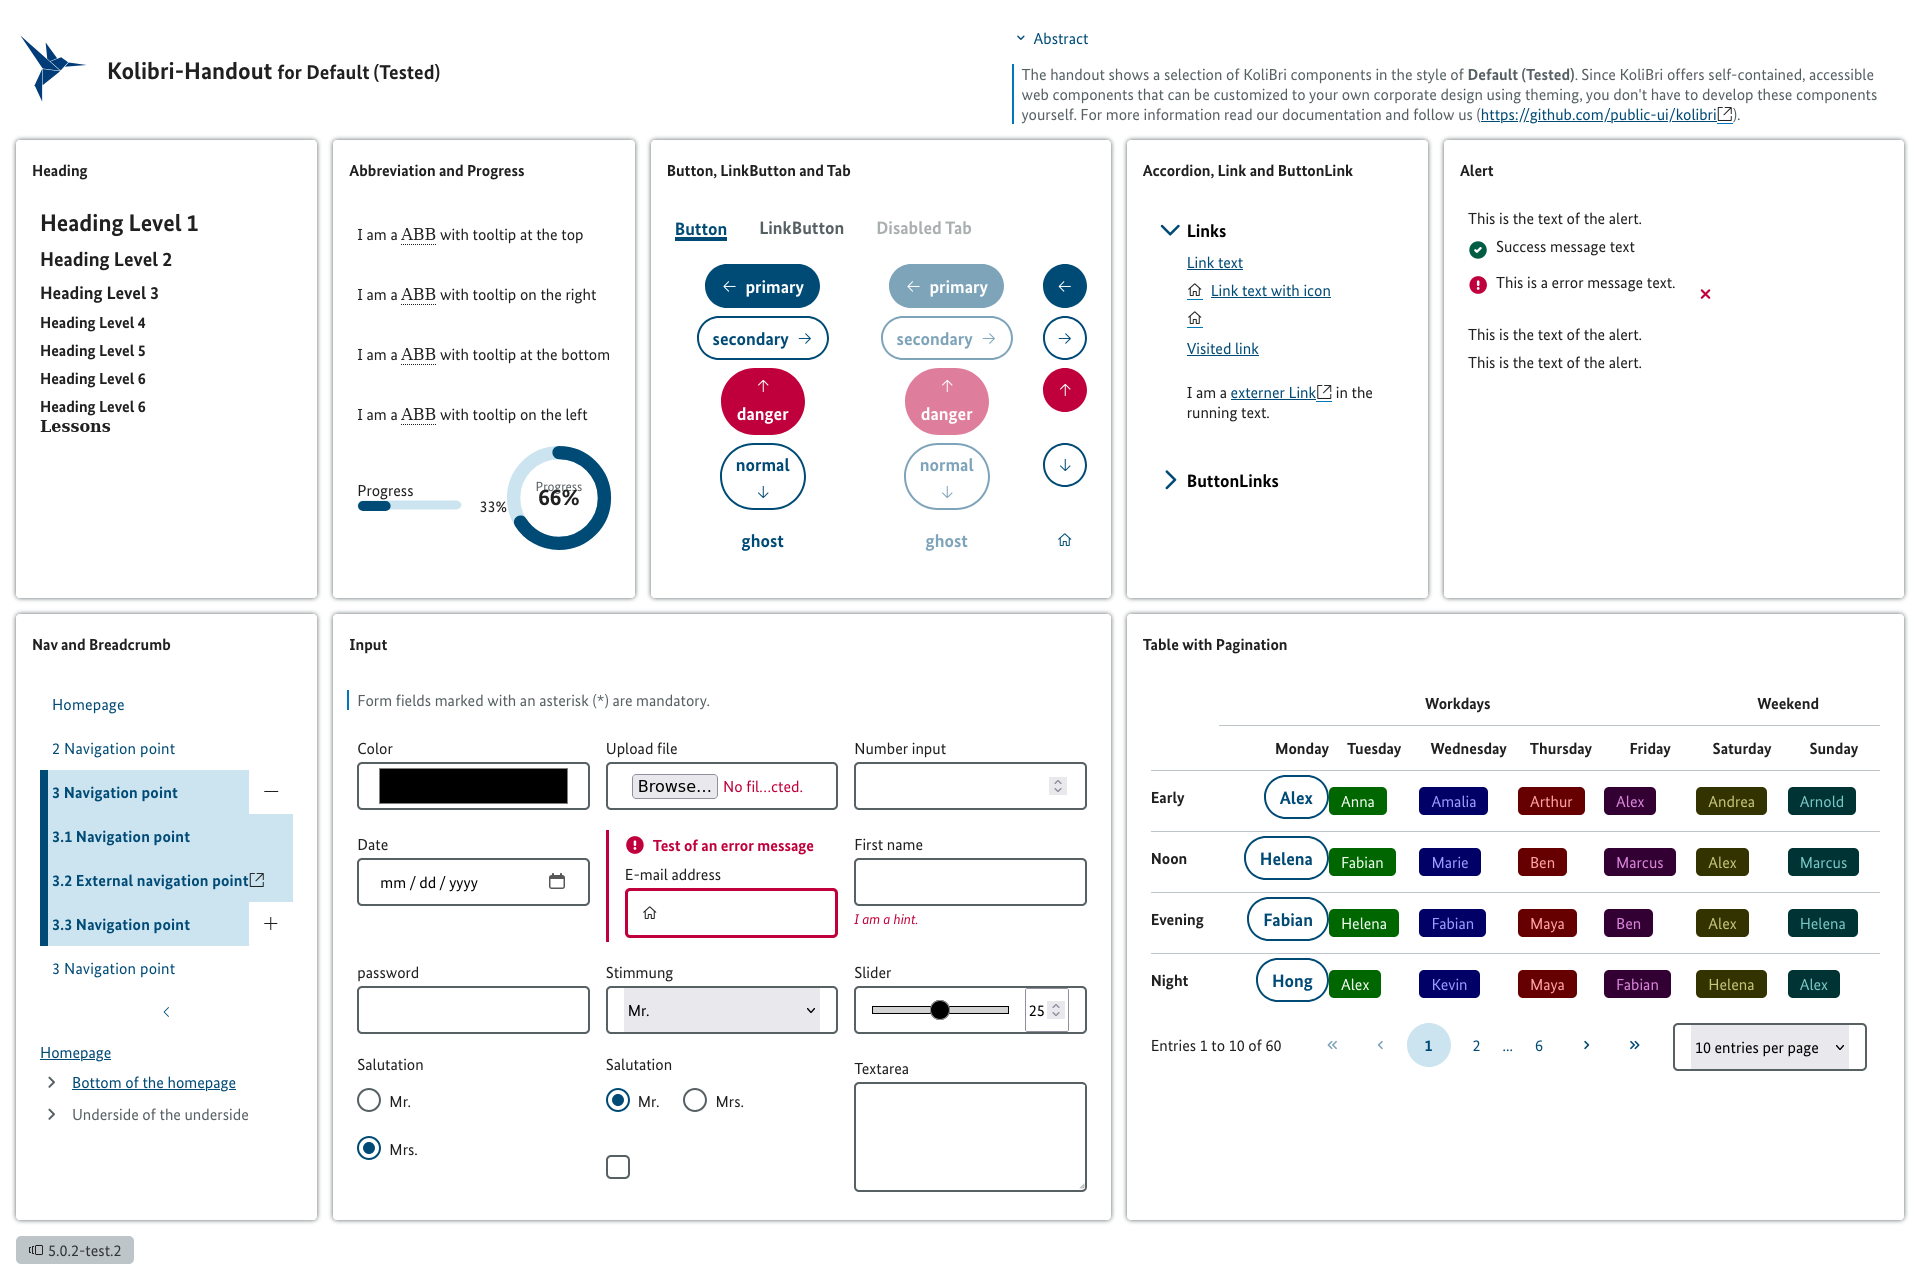 Kolibri-Handout for Default (Tested)
Abstract
The handout shows a selection of KoliBri components in the style of Default (Tested). Since KoliBri offers self-contained, accessible
web components that can be customized to your own corporate design using theming, you don't have to develop these components
yourself. For more information read our documentation and follow us (https://github.com/public-ui/kolibri).
Heading
Heading Level 1
Heading Level 2
Heading Level 3
Heading Level 4
Heading Level 5
Heading Level 6
Heading Level 6
Lessons
Abbreviation and Progress
I am a ABB with tooltip at the top
I am a ABB with tooltip on the right
I am a ABB with tooltip at the bottom
I am a ABB with tooltip on the left
Progress
33%
Progress
66%
Button, LinkButton and Tab
Button LinkButton Disabled Tab
primary primary
secondary secondary
danger danger
normal normal
ghost ghost
Accordion, Link and ButtonLink
Links
Link text
Link text with icon
Visited link
I am a externer Link in the
running text.
ButtonLinks
Alert
This is the text of the alert.
Success message text
This is a error message text.
This is the text of the alert.
This is the text of the alert.
Nav and Breadcrumb
Homepage
2 Navigation point
3 Navigation point
3.1 Navigation point
3.2 External navigation point
3.3 Navigation point
3 Navigation point
Homepage
Bottom of the homepage
Underside of the underside
Input
Form fields marked with an asterisk (*) are mandatory.
Color Upload file Number input
Browse... No fil...cted.
Date
mm / dd / yyyy
Test of an error message
E-mail address
First name
I am a hint.
password Stimmung Slider
Mr. 25
Salutation
Mr.
Mrs.
Salutation
Mr. Mrs.
Textarea
Table with Pagination
Workdays Weekend
Monday Tuesday Wednesday Thursday Friday Saturday Sunday
Early Alex Anna Amalia Arthur Alex Andrea Arnold
Noon Helena Fabian Marie Ben Marcus Alex Marcus
Evening Fabian Helena Fabian Maya Ben Alex Helena
Night Hong Alex Kevin Maya Fabian Helena Alex
Entries 1 to 10 of 60 1 2 ... 6 10 entries per page
5.0.2-test.2